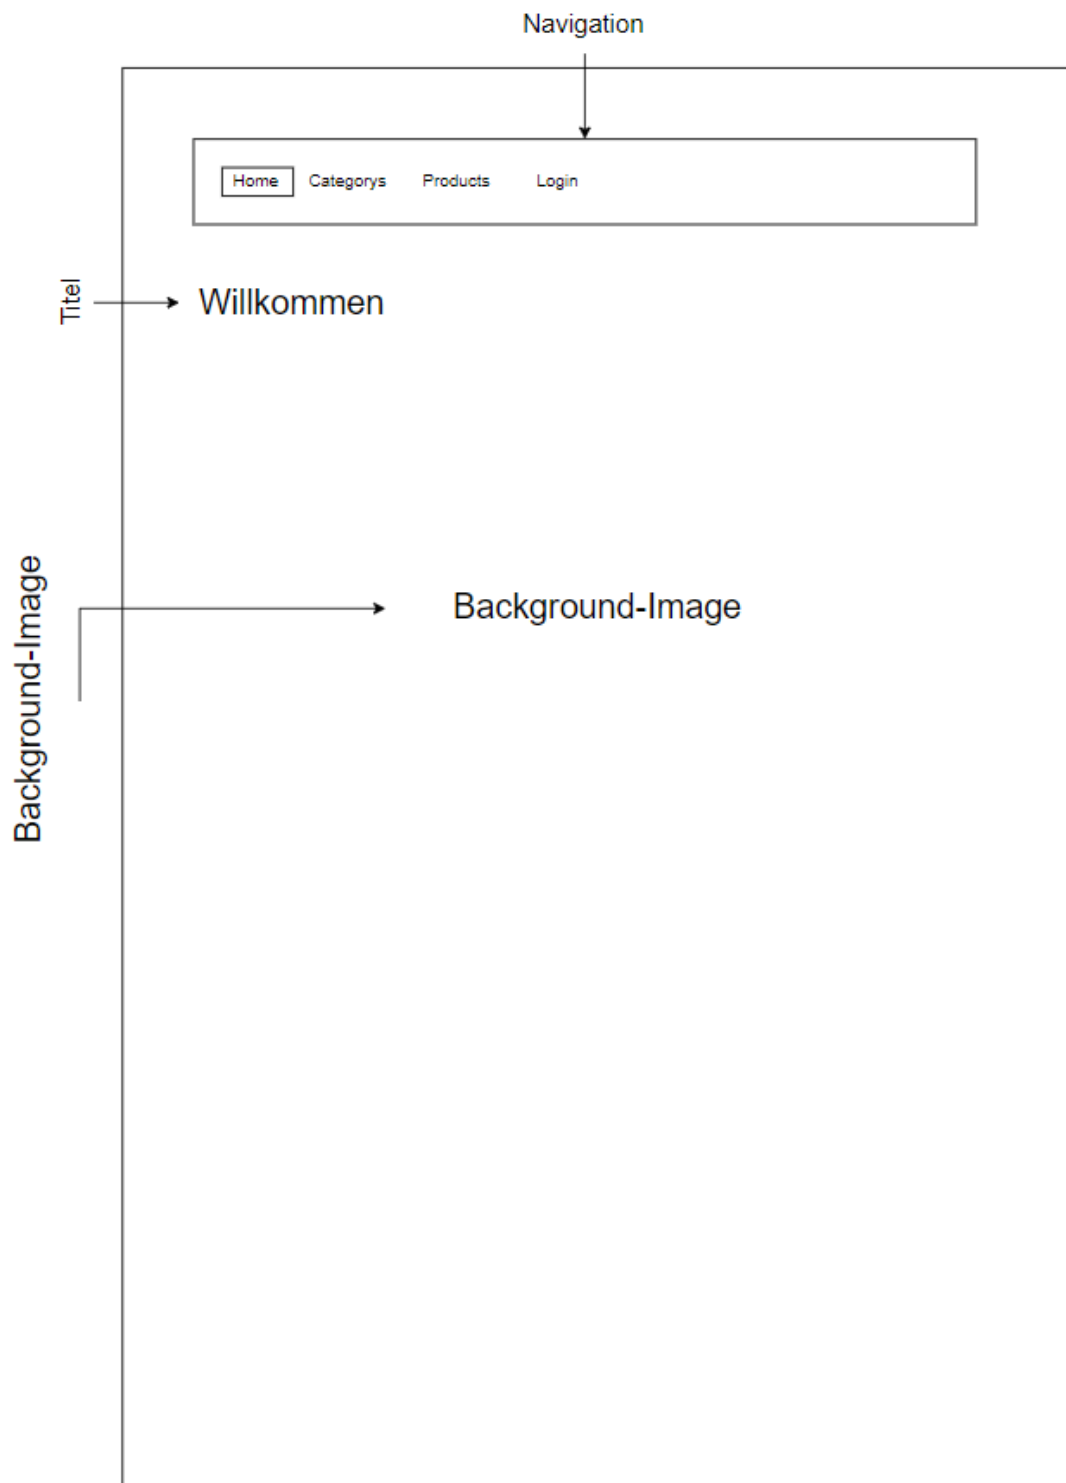 Navigation
Home Categorys Products Login
Titel
Willkommen
Background-Image
Background-Image